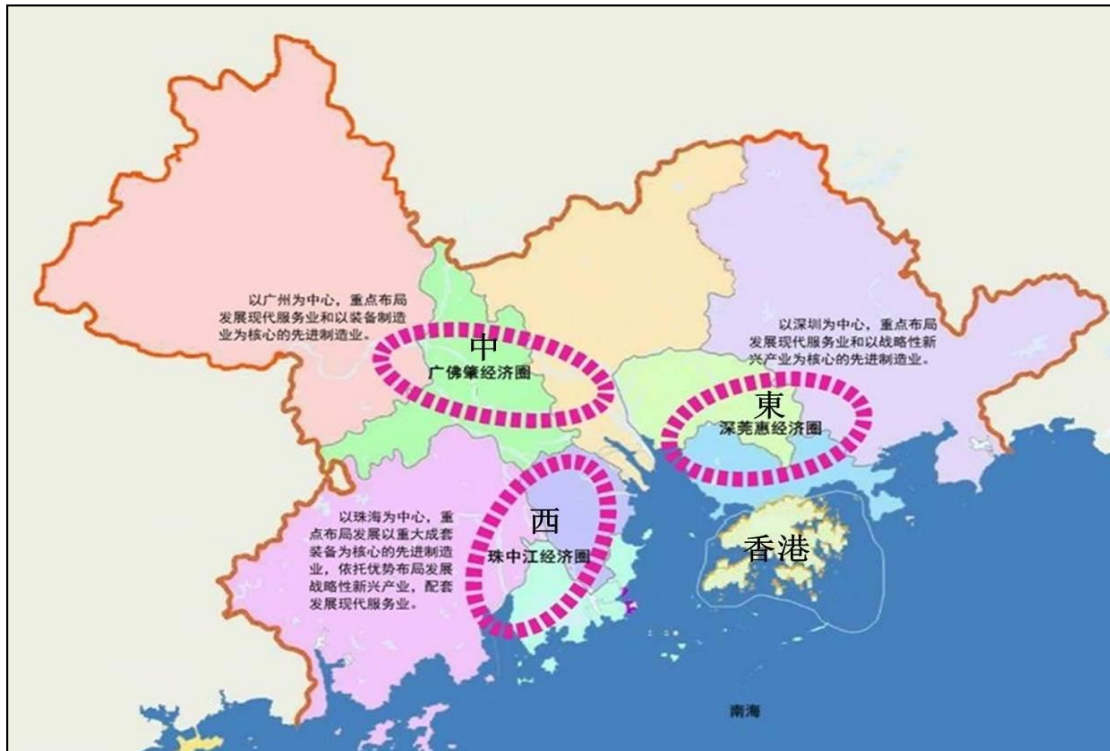 以广州为中心，重点布局
发展现代服务业和以装备制造
业为核心的先进制造业。
中
广佛肇经济圈
以深圳为中心，重点布局
发展现代服务业和以战略性新
兴产业为核心的先进制造业。
東
深莞惠经济圈
以珠海为中心，重
点布局发展以重大成套
装备为核心的先进制造
业，依托优势布局发展
战略性新兴产业，配套
发展现代服务业。
西
珠中江经济圈
香港
南海